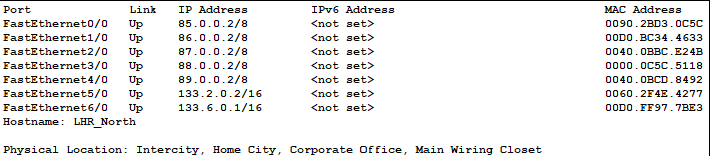 Port Link IP Address IPv6 Address MAC Address
FastEthernet0/0 Up 85.0.0.2/8 <not set> 0090.2BD3.0C5C
FastEthernet1/0 Up 86.0.0.2/8 <not set> 00D0.BC34.4633
FastEthernet2/0 Up 87.0.0.2/8 <not set> 0040.0BBC.E24B
FastEthernet3/0 Up 88.0.0.2/8 <not set> 0000.0C5C.5118
FastEthernet4/0 Up 89.0.0.2/8 <not set> 0040.0BCD.8492
FastEthernet5/0 Up 133.2.0.2/16 <not set> 0060.2F4E.4277
FastEthernet6/0 Up 133.6.0.1/16 <not set> 00D0.FF97.7BE3
Hostname: LHR_North
Physical Location: Intercity, Home City, Corporate Office, Main Wiring Closet